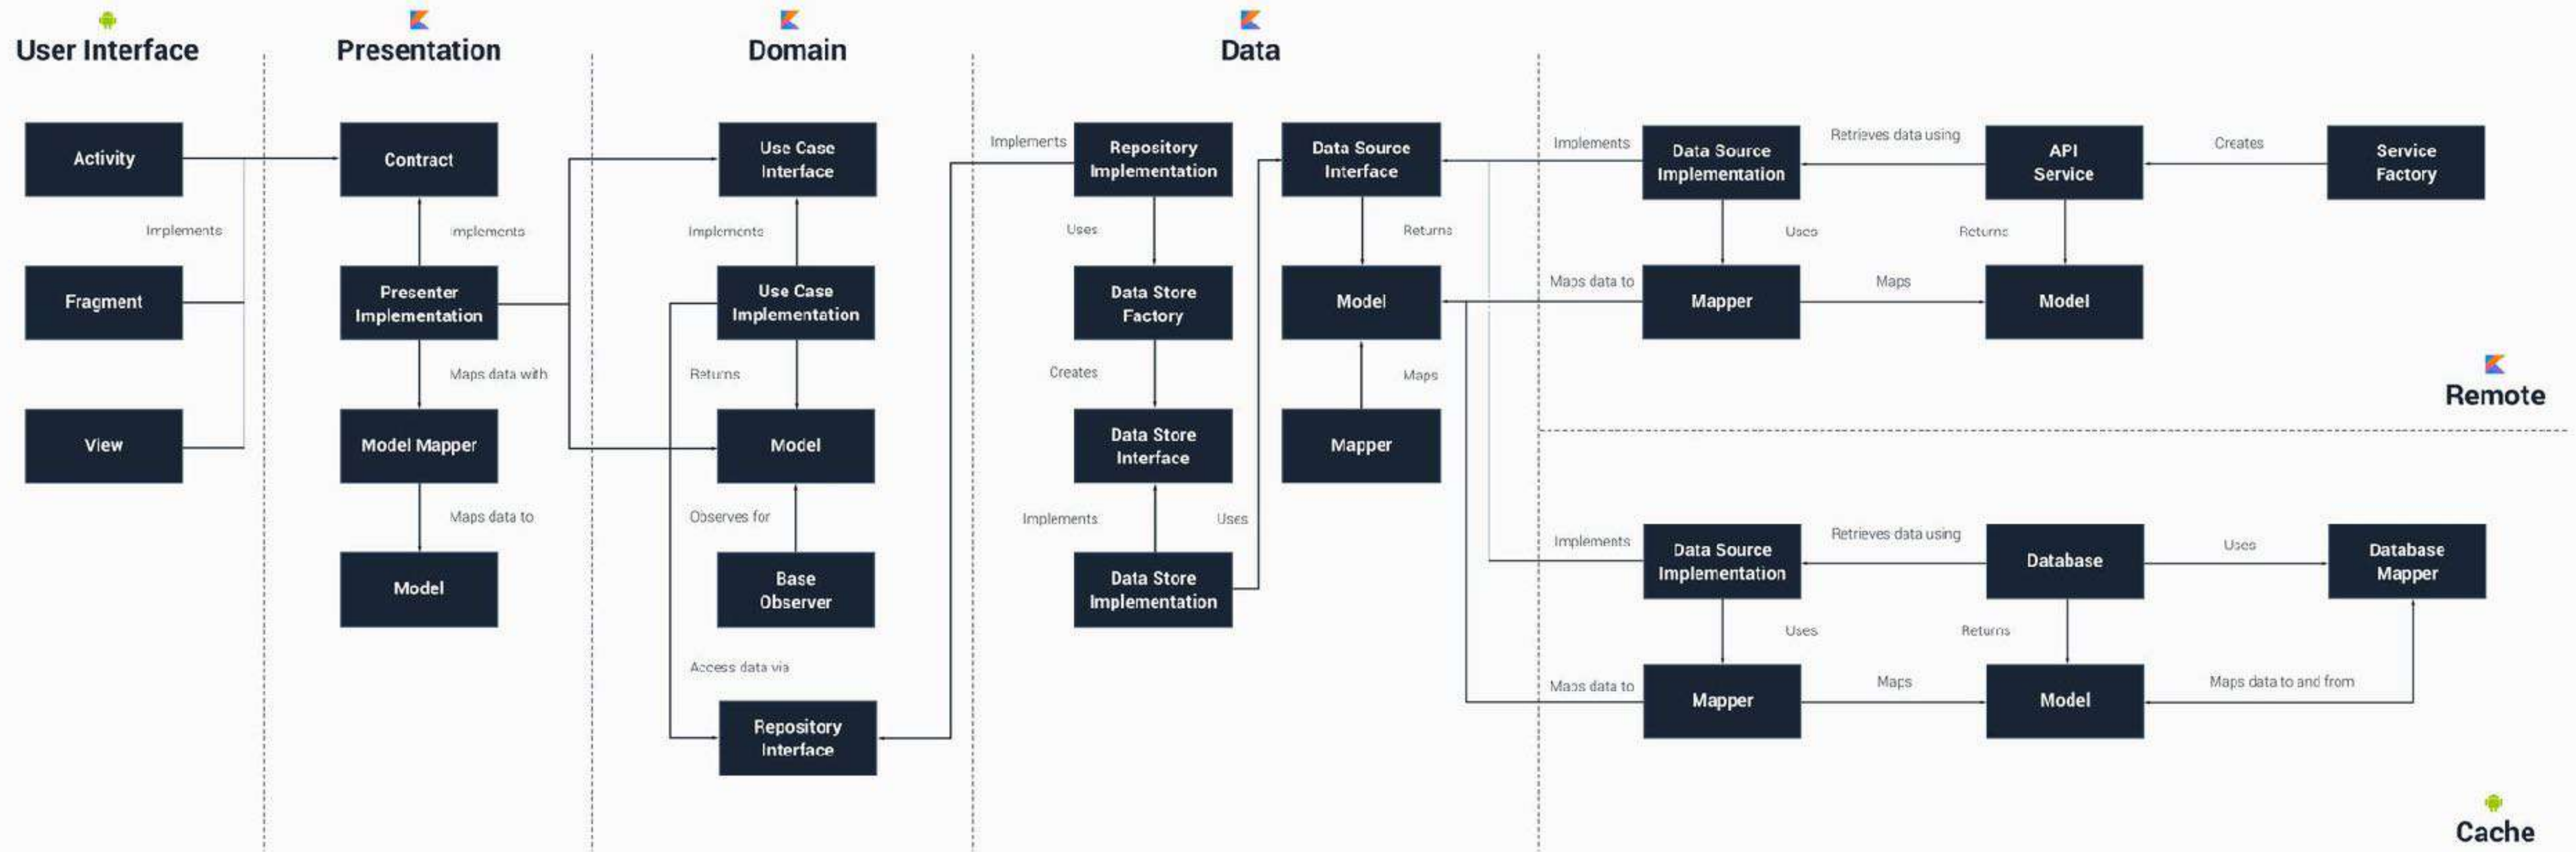 User Interface
Presentation
Domain
Data
Activity
Implements
Fragment
View
Contract
Implements
Presenter
Implementation
Maps data with
Model Mapper
Maps data to
Model
Use Case
Interface
Implements
Use Case
Implementation
Returns
Model
Observes for
Base
Observer
Access data via
Repository
Interface
Implements
Repository
Implementation
Uses
Data Store
Factory
Creates
Data Store
Interface
Implements
Uses
Data Store
Implementation
Data Source
Interface
Returns
Model
Maps
Mapper
Implements
Data Source
Implementation
Retrieves data using
API
Service
Creates
Service
Factory
Uses
Returns
Maps data to
Mapper
Maps
Model
Remote
Implements
Data Source
Implementation
Retrieves data using
Database
Uses
Database
Mapper
Uses
Returns
Maps data to
Mapper
Maps
Model
Maps data to and from
Cache